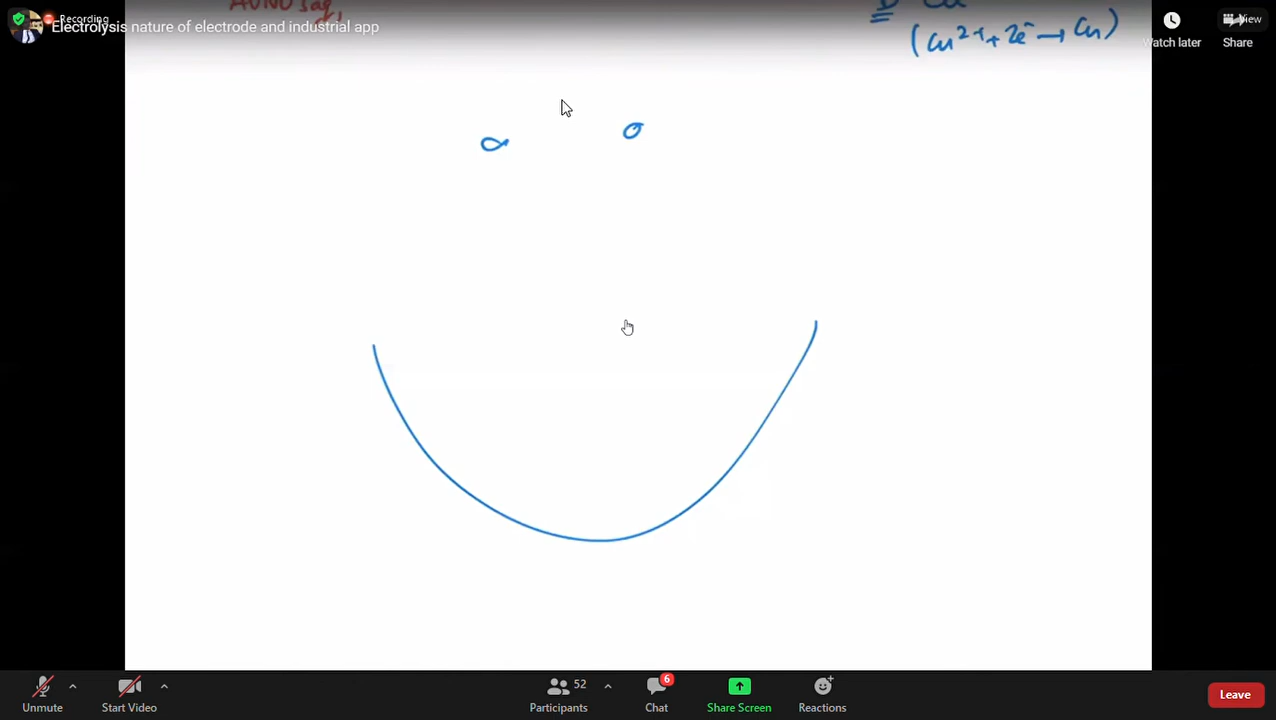 Recording
Electrolysis nature of electrode and industrial app
(Cu²⁺ + 2e⁻ → Cu)
View
Watch later
Share
Unmute
Start Video
52
Participants
6
Chat
Share Screen
Reactions
Leave